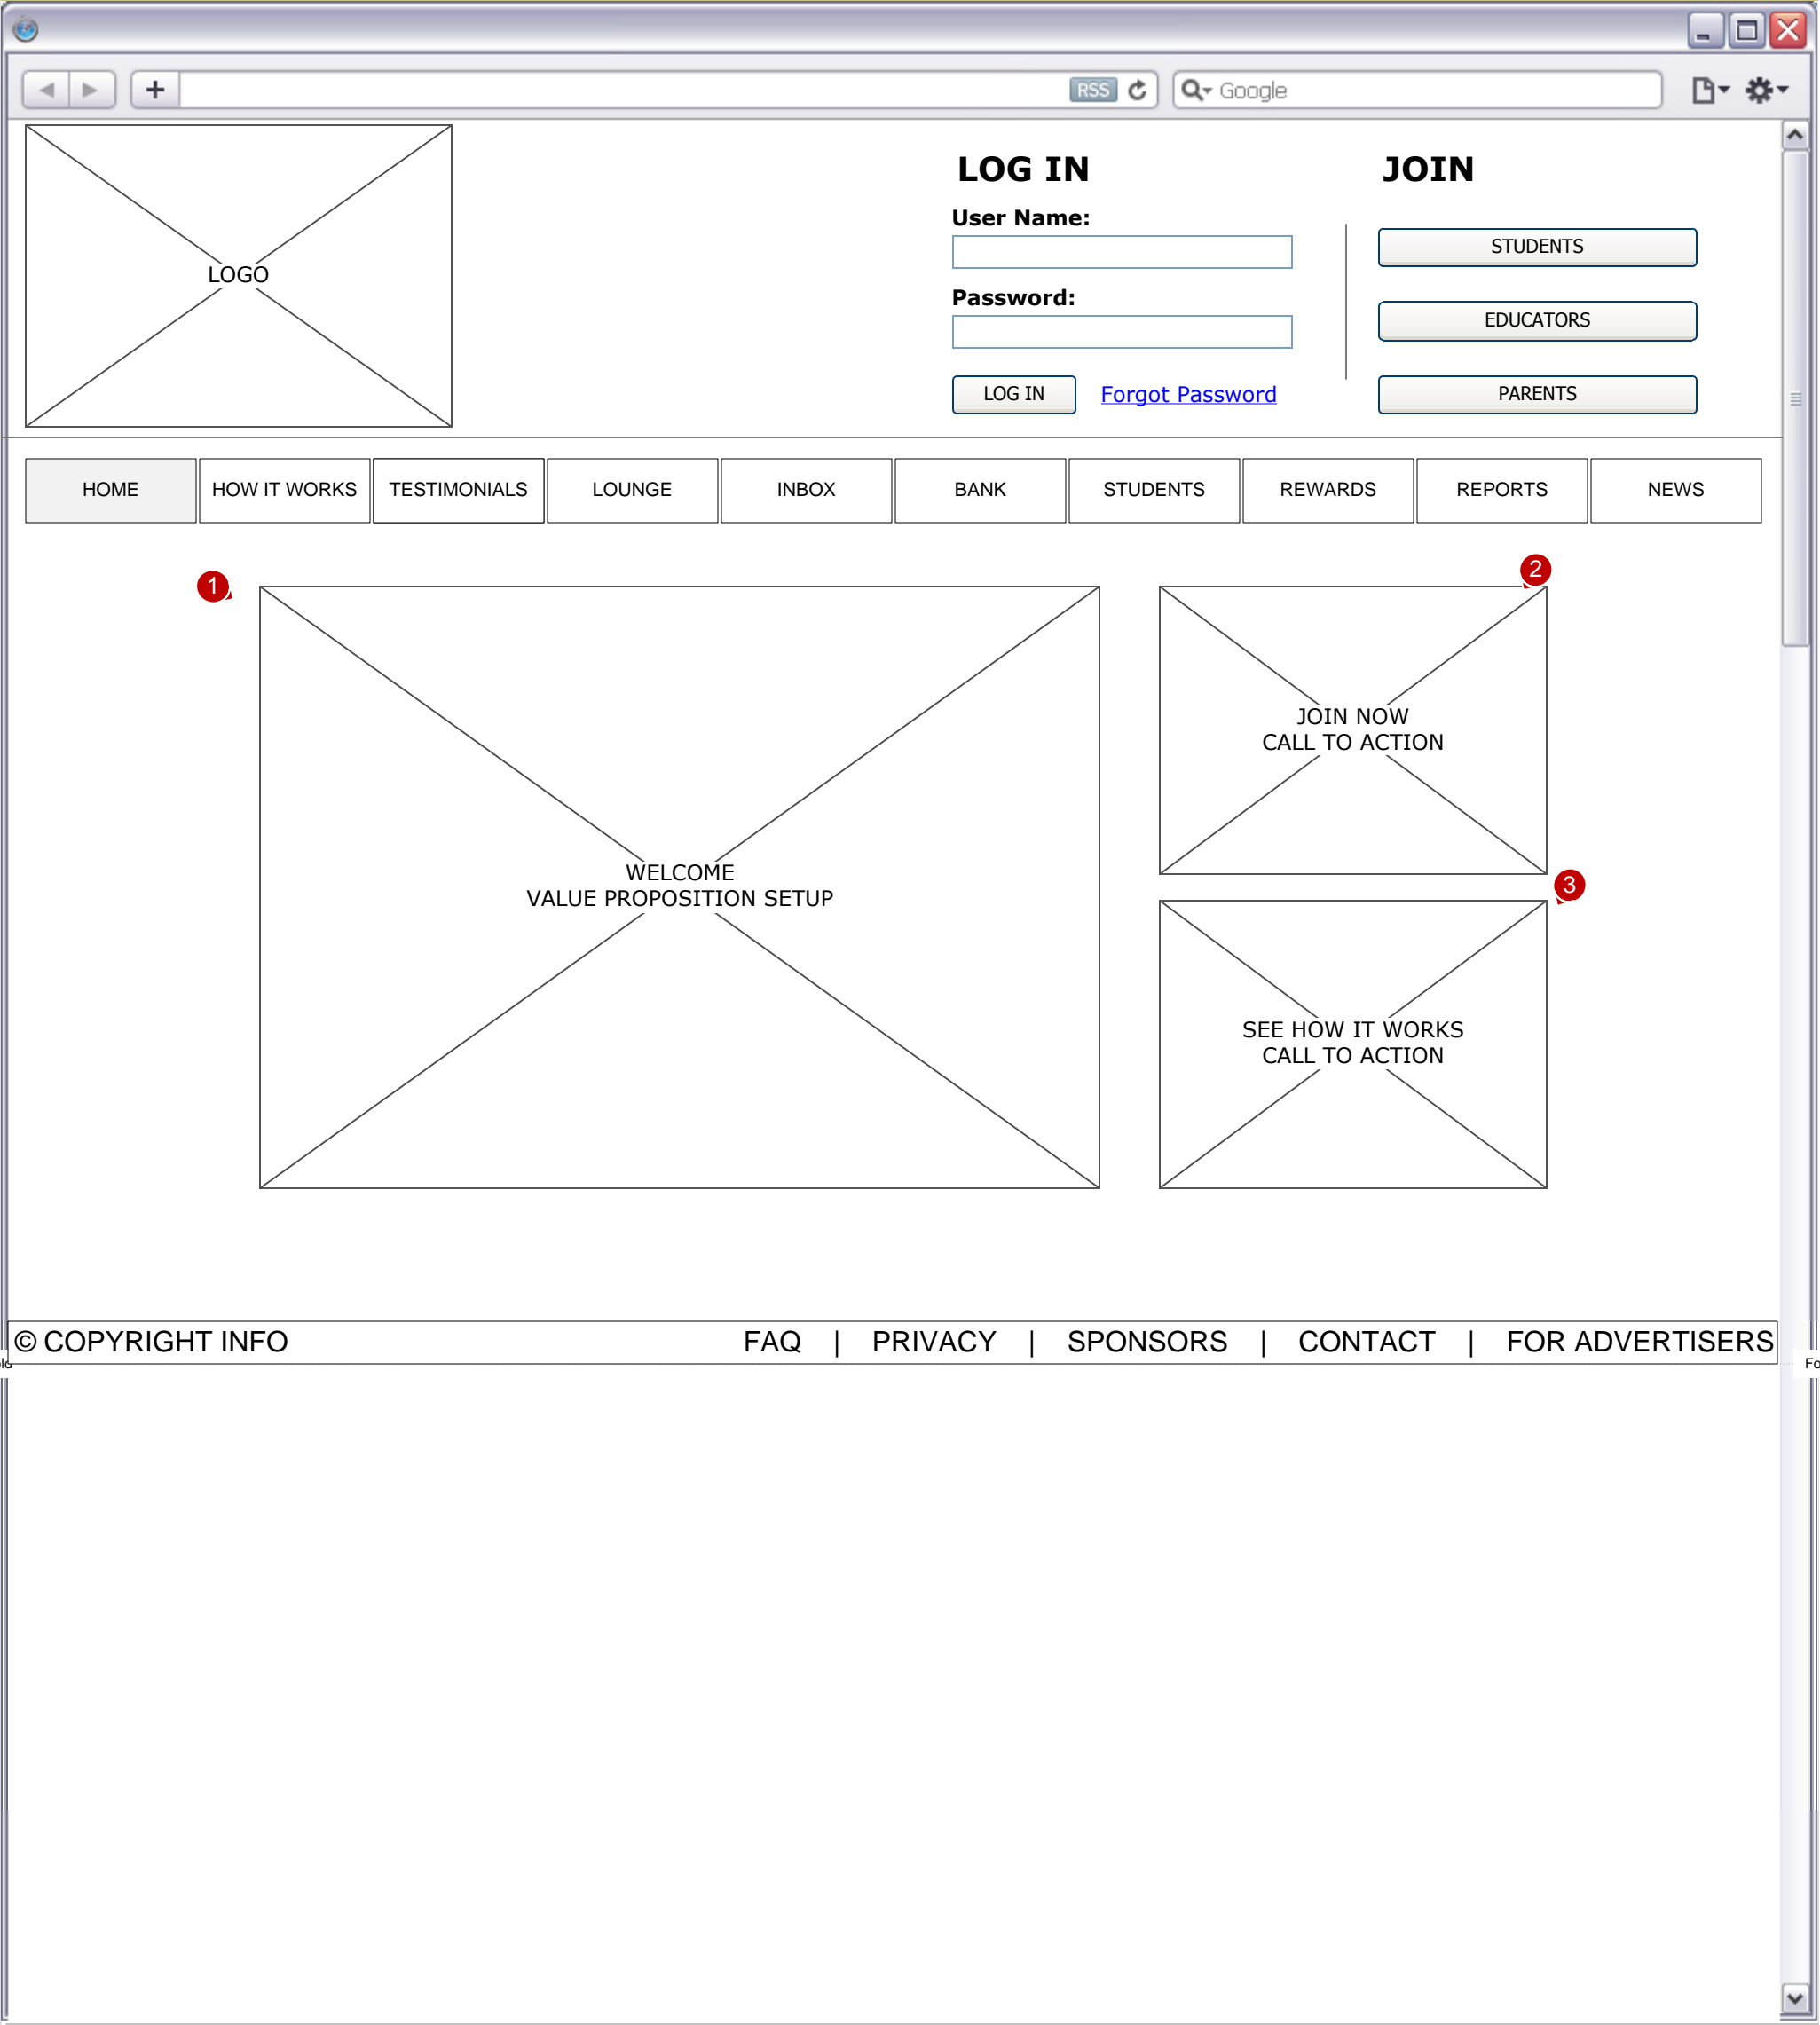 RSS
Google
LOGO
LOG IN
User Name:
Password:
LOG IN
Forgot Password
JOIN
STUDENTS
EDUCATORS
PARENTS
HOME
HOW IT WORKS
TESTIMONIALS
LOUNGE
INBOX
BANK
STUDENTS
REWARDS
REPORTS
NEWS
1
WELCOME
VALUE PROPOSITION SETUP
2
JOIN NOW
CALL TO ACTION
3
SEE HOW IT WORKS
CALL TO ACTION
© COPYRIGHT INFO
FAQ | PRIVACY | SPONSORS | CONTACT | FOR ADVERTISERS